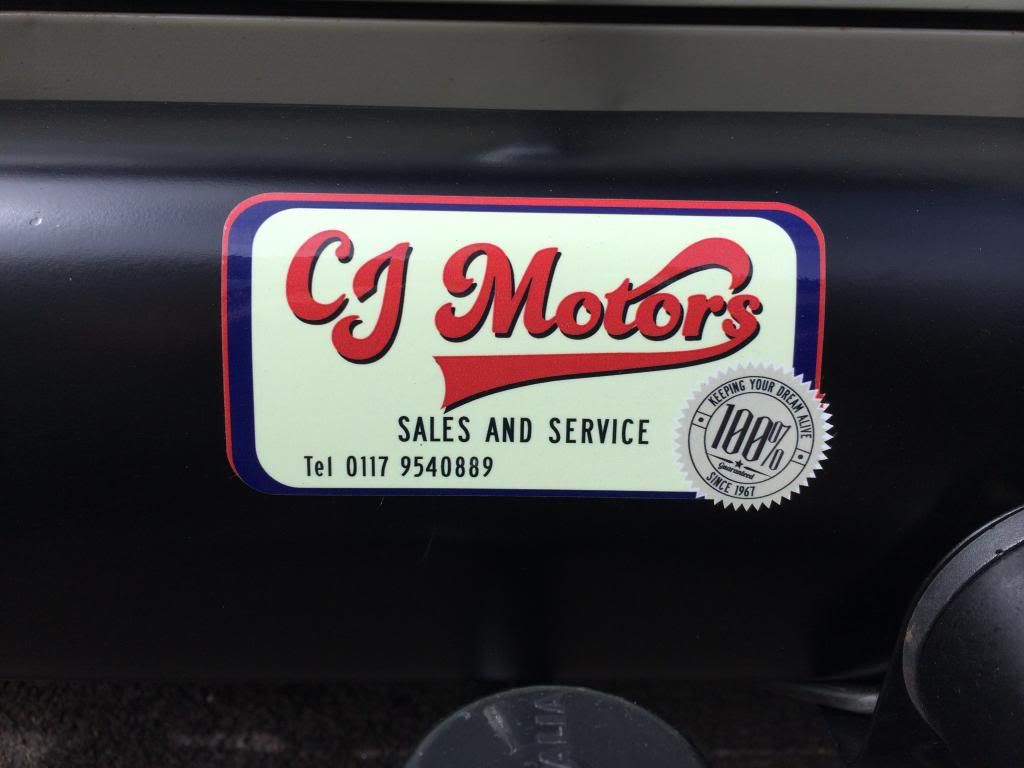 CJ Motors
SALES AND SERVICE
Tel 0117 9540889
KEEPING YOUR DREAM ALIVE
100%
Guaranteed
SINCE 1967